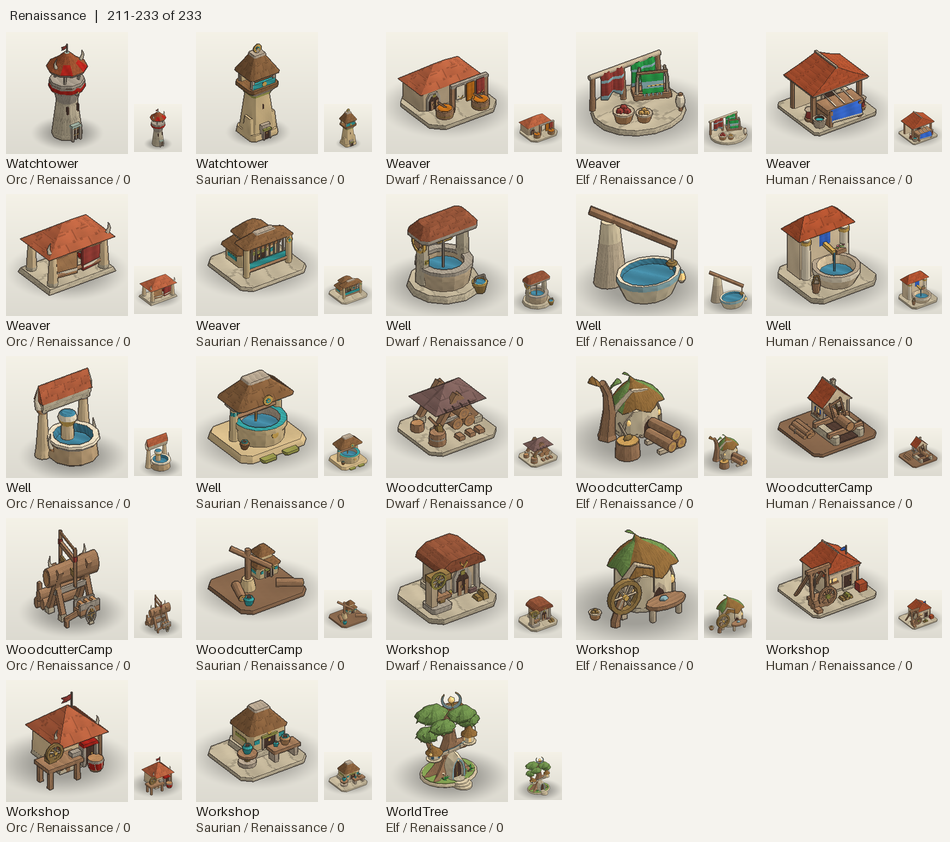 Renaissance | 211-233 of 233
Watchtower
Orc / Renaissance / 0
Watchtower
Saurian / Renaissance / 0
Weaver
Dwarf / Renaissance / 0
Weaver
Elf / Renaissance / 0
Weaver
Human / Renaissance / 0
Weaver
Orc / Renaissance / 0
Weaver
Saurian / Renaissance / 0
Well
Dwarf / Renaissance / 0
Well
Elf / Renaissance / 0
Well
Human / Renaissance / 0
Well
Orc / Renaissance / 0
Well
Saurian / Renaissance / 0
WoodcutterCamp
Dwarf / Renaissance / 0
WoodcutterCamp
Elf / Renaissance / 0
WoodcutterCamp
Human / Renaissance / 0
WoodcutterCamp
Orc / Renaissance / 0
WoodcutterCamp
Saurian / Renaissance / 0
Workshop
Dwarf / Renaissance / 0
Workshop
Elf / Renaissance / 0
Workshop
Human / Renaissance / 0
Workshop
Orc / Renaissance / 0
Workshop
Saurian / Renaissance / 0
WorldTree
Elf / Renaissance / 0